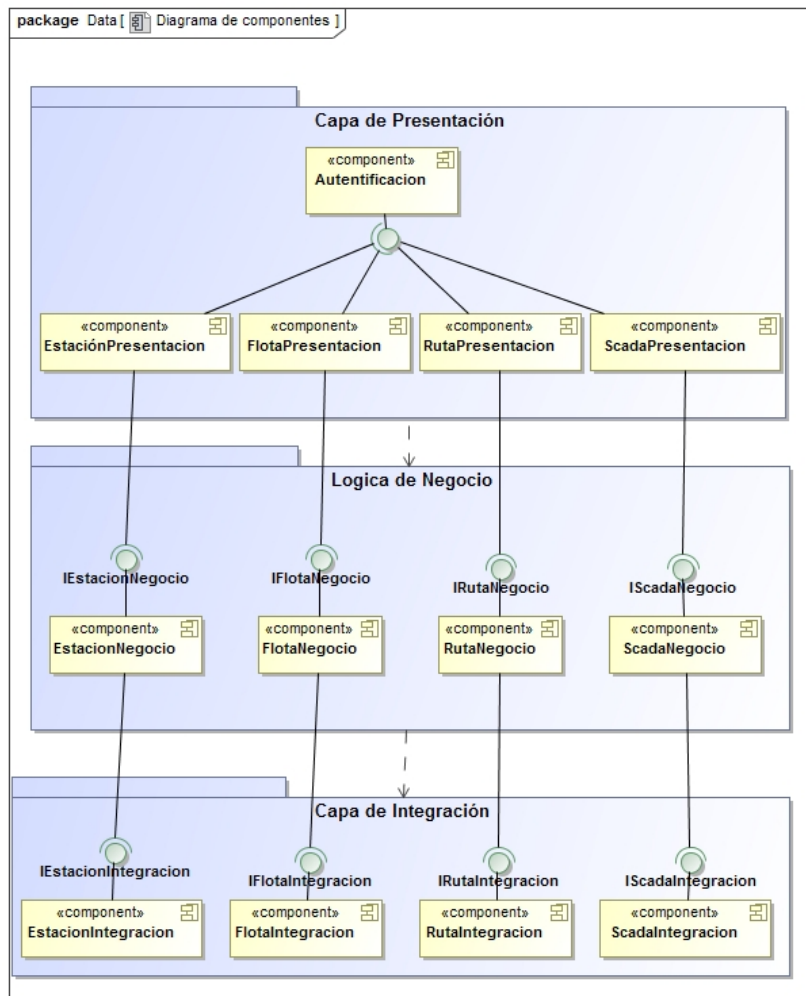 package Data [ Diagrama de componentes ]
Capa de Presentación
«component»
Autentificacion
«component» «component» «component» «component»
EstaciónPresentacion FlotaPresentacion RutaPresentacion ScadaPresentacion
Logica de Negocio
IEstacionNegocio IFlotaNegocio IRutaNegocio IScadaNegocio
«component» «component» «component» «component»
EstacionNegocio FlotaNegocio RutaNegocio ScadaNegocio
Capa de Integración
IEstacionIntegracion IFlotaIntegracion IRutaIntegracion IScadaIntegracion
«component» «component» «component» «component»
EstacionIntegracion FlotaIntegracion RutaIntegracion ScadaIntegracion